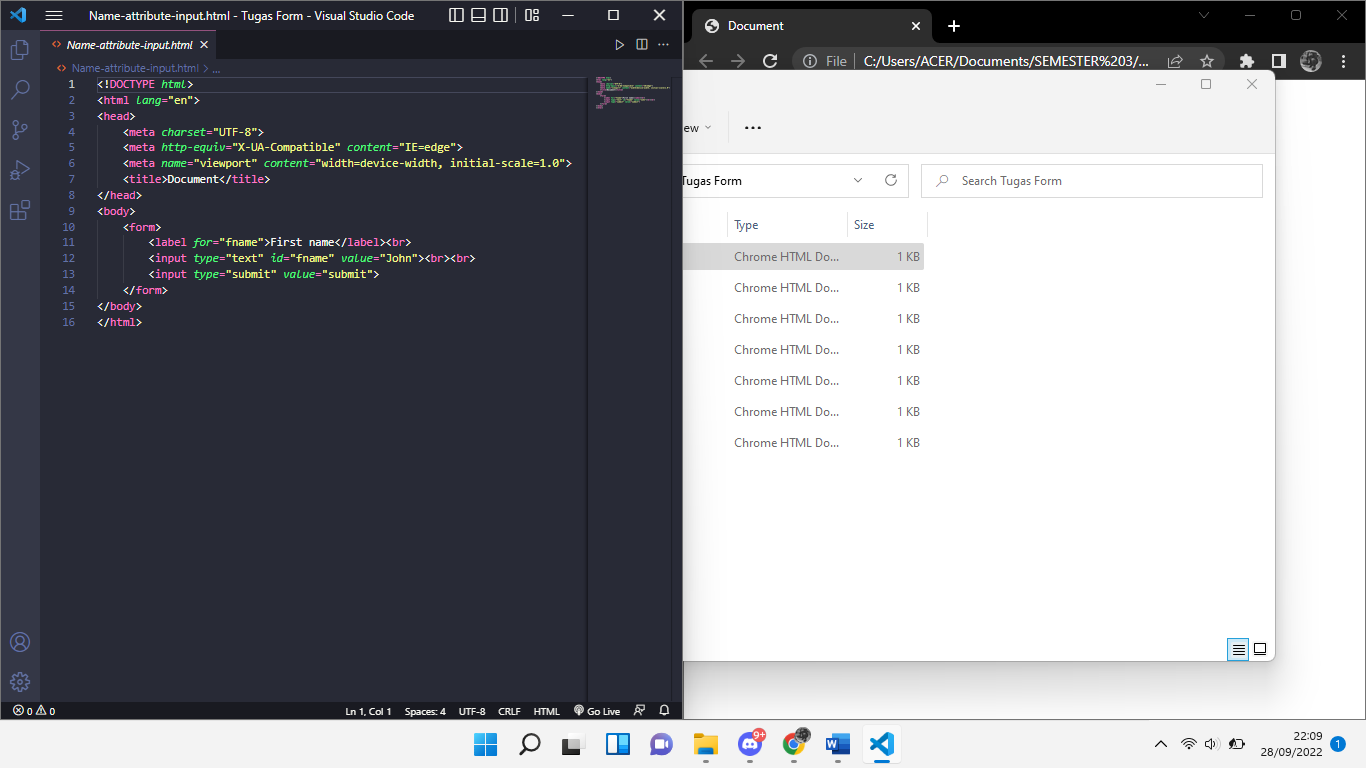 Name-attribute-input.html - Tugas Form - Visual Studio Code
Name-attribute-input.html
Name-attribute-input.html > ...
1 <!DOCTYPE html>
2 <html lang="en">
3 <head>
4 <meta charset="UTF-8">
5 <meta http-equiv="X-UA-Compatible" content="IE=edge">
6 <meta name="viewport" content="width=device-width, initial-scale=1.0">
7 <title>Document</title>
8 </head>
9 <body>
10 <form>
11 <label for="fname">First name</label><br>
12 <input type="text" id="fname" value="John"><br><br>
13 <input type="submit" value="submit">
14 </form>
15 </body>
16 </html>
0 0 Ln 1, Col 1 Spaces: 4 UTF-8 CRLF HTML Go Live
Document
File C:/Users/ACER/Documents/SEMESTER%203/...
ew
Tugas Form Search Tugas Form
Type Size
Chrome HTML Do... 1 KB
Chrome HTML Do... 1 KB
Chrome HTML Do... 1 KB
Chrome HTML Do... 1 KB
Chrome HTML Do... 1 KB
Chrome HTML Do... 1 KB
Chrome HTML Do... 1 KB
9+
22:09
28/09/2022
1